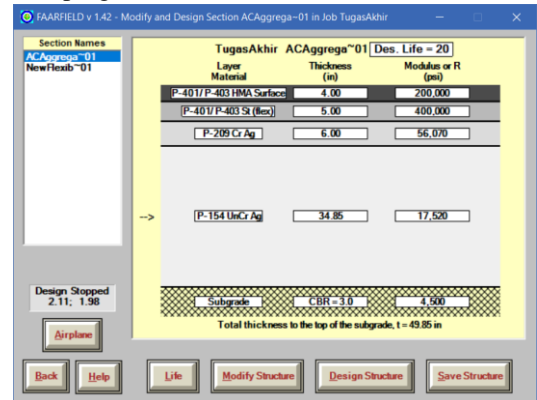 FAARFIELD v 1.42 - Modify and Design Section ACAggrega~01 in Job TugasAkhir
Section Names
ACAggrega~01
NewFlexib~01
TugasAkhir ACAggrega~01 Des. Life = 20
Layer Material Thickness (in) Modulus or R (psi)
P-401/ P-403 HMA Surface 4.00 200,000
P-401/ P-403 St (flex) 5.00 400,000
P-209 Cr Ag 6.00 56,070
--> P-154 UnCr Ag 34.85 17,520
Subgrade CBR = 3.0 4,500
Total thickness to the top of the subgrade, t = 49.85 in
Design Stopped
2.11; 1.98
Airplane
Back Help Life Modify Structure Design Structure Save Structure